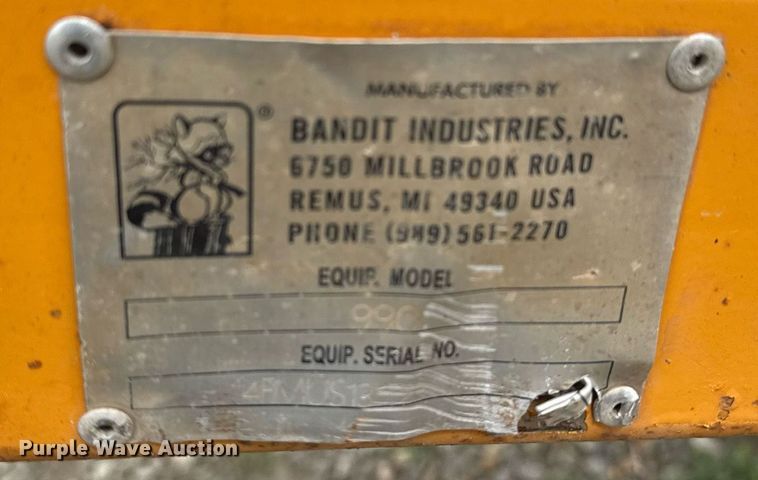 MANUFACTURED BY
®
BANDIT INDUSTRIES, INC.
6750 MILLBROOK ROAD
REMUS, MI 49340 USA
PHONE (989) 561-2270
EQUIP. MODEL
EQUIP. SERIAL NO.
Purple Wave Auction